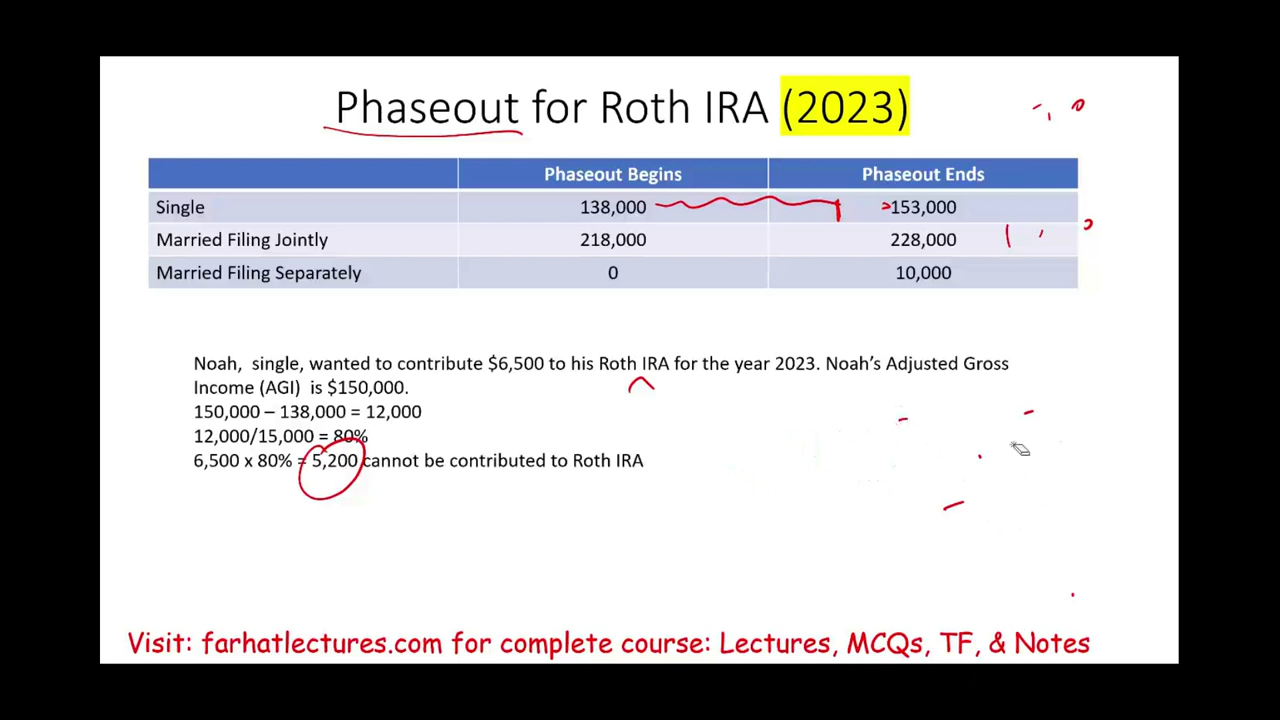 Phaseout for Roth IRA (2023)
Phaseout Begins Phaseout Ends
Single 138,000 153,000
Married Filing Jointly 218,000 228,000
Married Filing Separately 0 10,000
Noah, single, wanted to contribute $6,500 to his Roth IRA for the year 2023. Noah's Adjusted Gross
Income (AGI) is $150,000.
150,000 – 138,000 = 12,000
12,000/15,000 = 80%
6,500 x 80% = 5,200 cannot be contributed to Roth IRA
Visit: farhatlectures.com for complete course: Lectures, MCQs, TF, & Notes